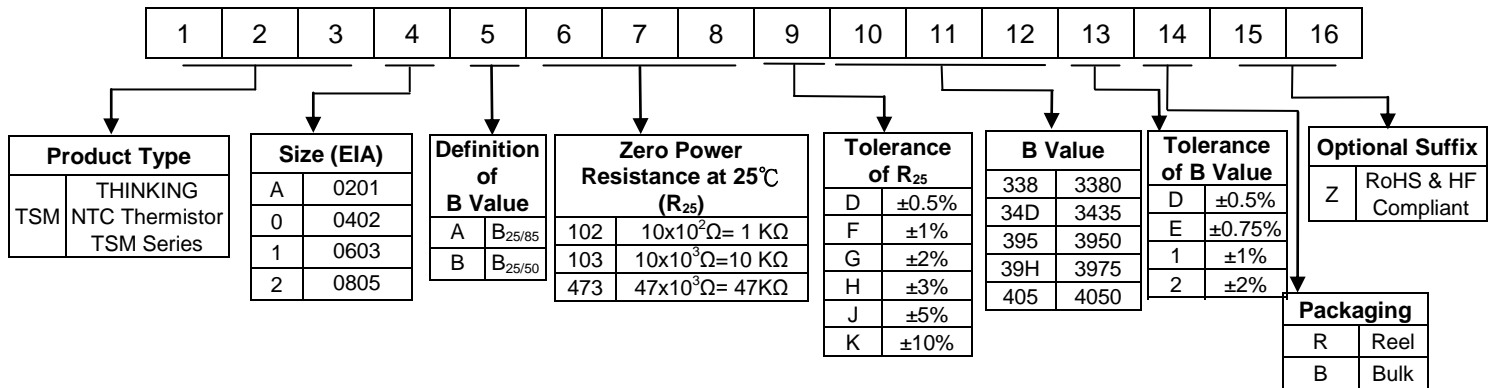 1 2 3 4 5 6 7 8 9 10 11 12 13 14 15 16
Product Type
TSM
THINKING
NTC Thermistor
TSM Series
Size (EIA)
A 0201
0 0402
1 0603
2 0805
Definition
of
B Value
A B25/85
B B25/50
Zero Power
Resistance at 25℃
(R25)
102 10x10²Ω= 1 KΩ
103 10x10³Ω=10 KΩ
473 47x10³Ω= 47KΩ
Tolerance
of R25
D ±0.5%
F ±1%
G ±2%
H ±3%
J ±5%
K ±10%
B Value
338 3380
34D 3435
395 3950
39H 3975
405 4050
Tolerance
of B Value
D ±0.5%
E ±0.75%
1 ±1%
2 ±2%
Packaging
R Reel
B Bulk
Optional Suffix
Z
RoHS & HF
Compliant